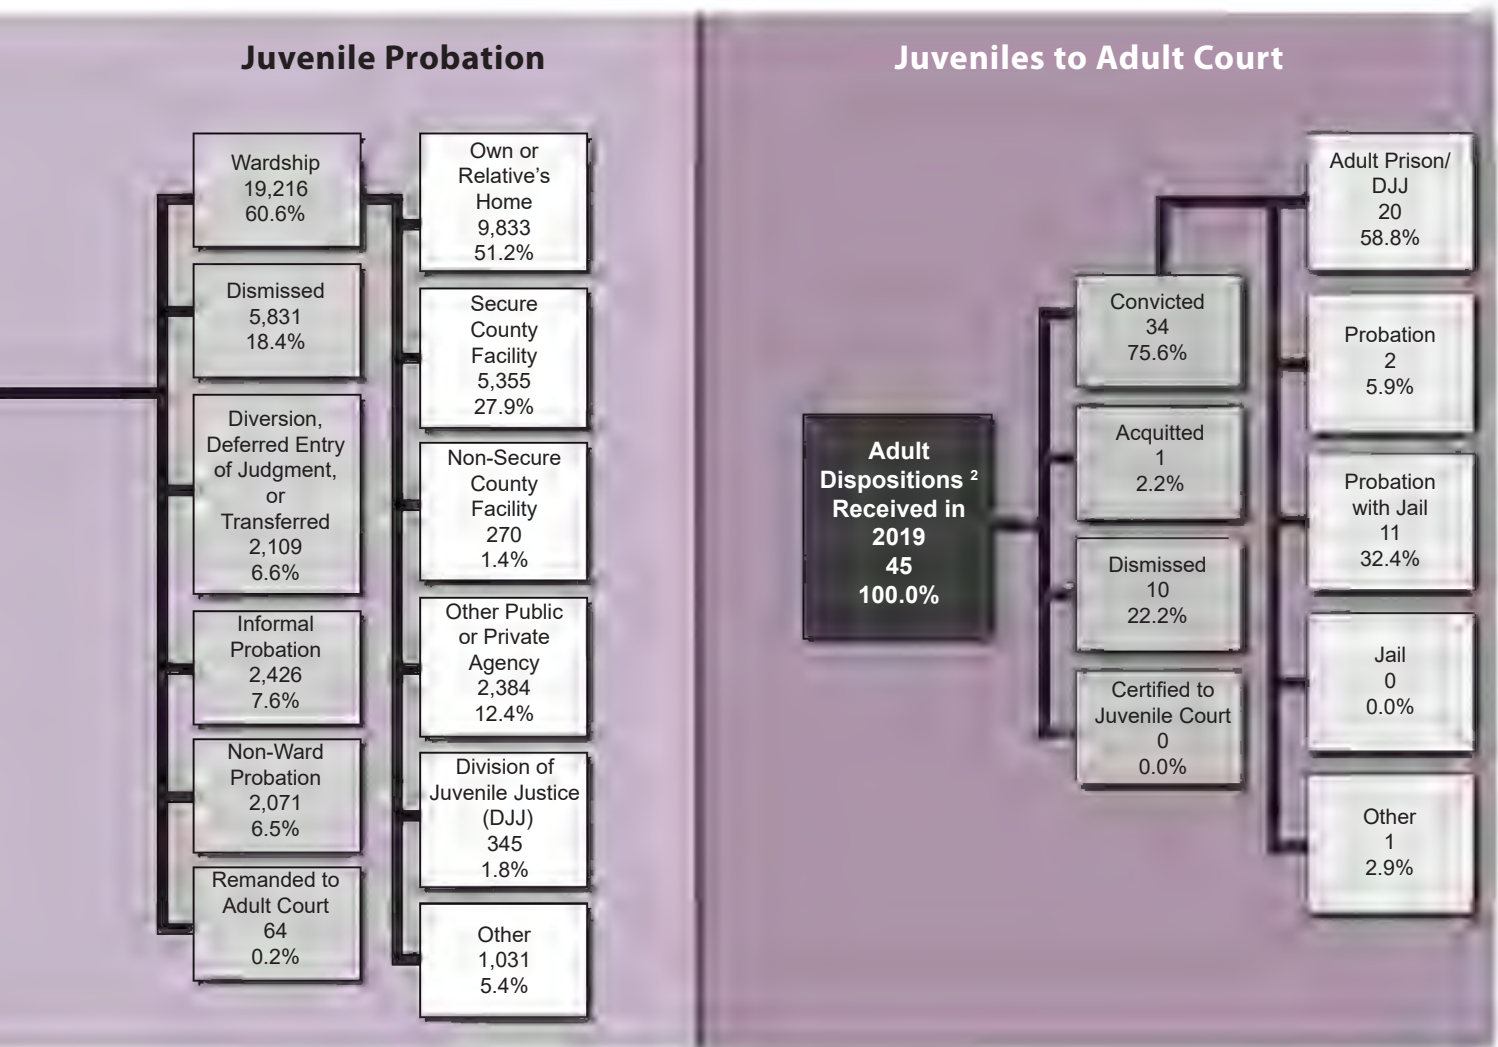 Juvenile Probation
Wardship
19,216
60.6%
Dismissed
5,831
18.4%
Diversion,
Deferred Entry
of Judgment,
or
Transferred
2,109
6.6%
Informal
Probation
2,426
7.6%
Non-Ward
Probation
2,071
6.5%
Remanded to
Adult Court
64
0.2%
Own or
Relative’s
Home
9,833
51.2%
Secure
County
Facility
5,355
27.9%
Non-Secure
County
Facility
270
1.4%
Other Public
or Private
Agency
2,384
12.4%
Division of
Juvenile Justice
(DJJ)
345
1.8%
Other
1,031
5.4%
Juveniles to Adult Court
Adult
Dispositions ²
Received in
2019
45
100.0%
Convicted
34
75.6%
Acquitted
1
2.2%
Dismissed
10
22.2%
Certified to
Juvenile Court
0
0.0%
Adult Prison/
DJJ
20
58.8%
Probation
2
5.9%
Probation
with Jail
11
32.4%
Jail
0
0.0%
Other
1
2.9%